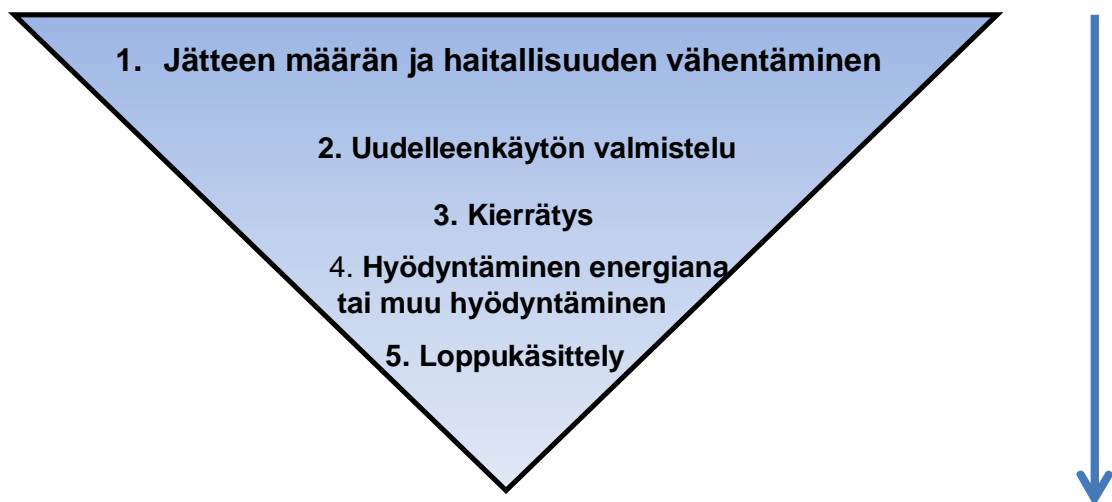 1. Jätteen määrän ja haitallisuuden vähentäminen
2. Uudelleenkäytön valmistelu
3. Kierrätys
4. Hyödyntäminen energiana
tai muu hyödyntäminen
5. Loppukäsittely